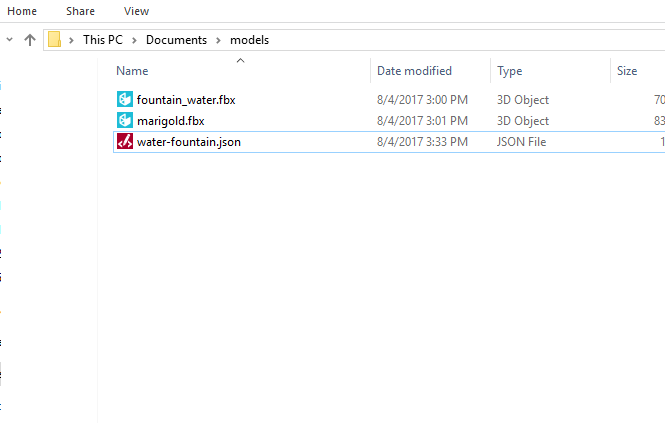 Home Share View
This PC Documents models
Name Date modified Type Size
fountain_water.fbx 8/4/2017 3:00 PM 3D Object 70
marigold.fbx 8/4/2017 3:01 PM 3D Object 83
water-fountain.json 8/4/2017 3:33 PM JSON File 1